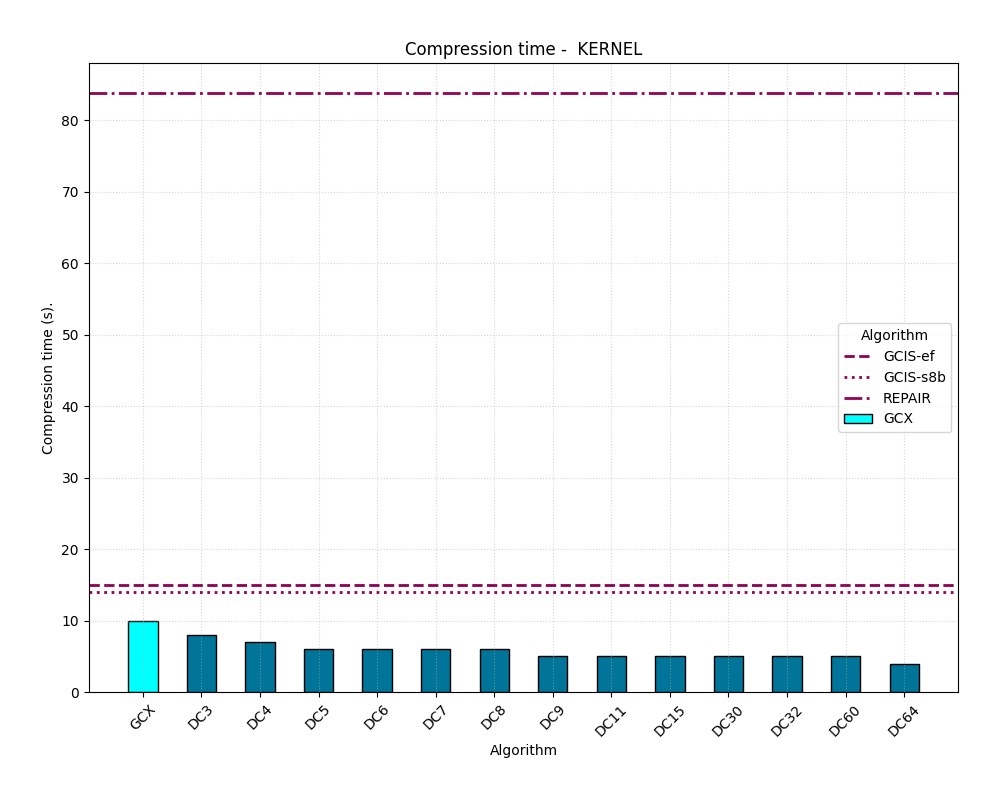 Compression time -  KERNEL
80
70
60
50
40
30
20
10
0
Compression time (s).
Algorithm
GCIS-ef
GCIS-s8b
REPAIR
GCX
GCX
DC3
DC4
DC5
DC6
DC7
DC8
DC9
DC11
DC15
DC30
DC32
DC60
DC64
Algorithm